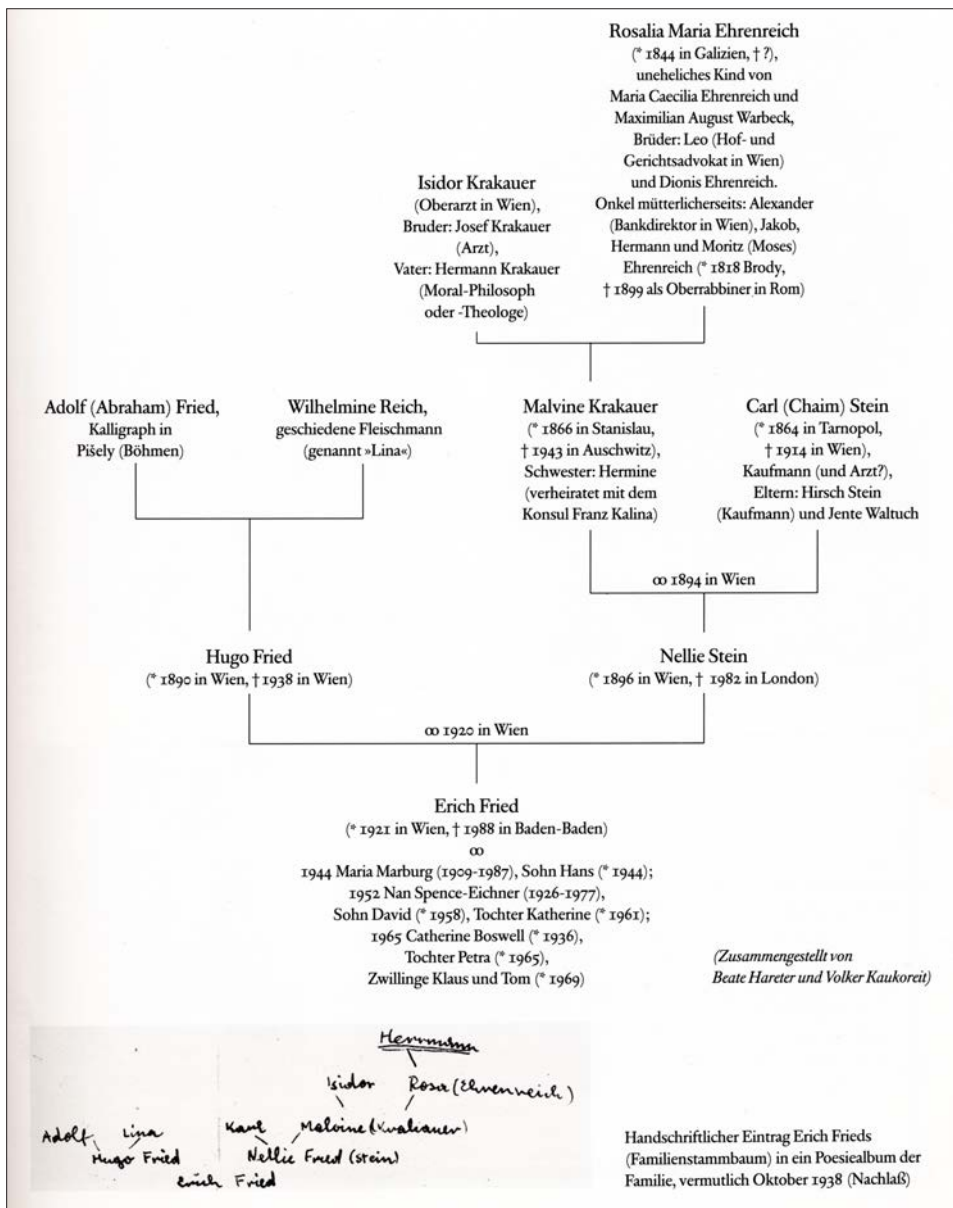 Rosalia Maria Ehrenreich
(* 1844 in Galizien, † ?),
uneheliches Kind von
Maria Caecilia Ehrenreich und
Maximilian August Warbeck,
Brüder: Leo (Hof- und
Gerichtsadvokat in Wien)
und Dionis Ehrenreich.
Onkel mütterlicherseits: Alexander
(Bankdirektor in Wien), Jakob,
Hermann und Moritz (Moses)
Ehrenreich (* 1818 Brody,
† 1899 als Oberrabbiner in Rom)
Isidor Krakauer
(Oberarzt in Wien),
Bruder: Josef Krakauer
(Arzt),
Vater: Hermann Krakauer
(Moral-Philosoph
oder -Theologe)
Adolf (Abraham) Fried,
Kalligraph in
Pišely (Böhmen)
Wilhelmine Reich,
geschiedene Fleischmann
(genannt »Lina«)
Malvine Krakauer
(* 1866 in Stanislau,
† 1943 in Auschwitz),
Schwester: Hermine
(verheiratet mit dem
Konsul Franz Kalina)
Carl (Chaim) Stein
(* 1864 in Tarnopol,
† 1914 in Wien),
Kaufmann (und Arzt?),
Eltern: Hirsch Stein
(Kaufmann) und Jente Waltuch
∞ 1894 in Wien
Hugo Fried
(* 1890 in Wien, † 1938 in Wien)
Nellie Stein
(* 1896 in Wien, † 1982 in London)
∞ 1920 in Wien
Erich Fried
(* 1921 in Wien, † 1988 in Baden-Baden)
∞
1944 Maria Marburg (1909-1987), Sohn Hans (* 1944);
1952 Nan Spence-Eichner (1926-1977),
Sohn David (* 1958), Tochter Katherine (* 1961);
1965 Catherine Boswell (* 1936),
Tochter Petra (* 1965),
Zwillinge Klaus und Tom (* 1969)
(Zusammengestellt von
Beate Hareter und Volker Kaukoreit)
Herrmann
Isidor Rosa (Ehrenreich)
Adolf Lina Karl Malvine (Krakauer)
Hugo Fried Nellie Fried (Stein)
Erich Fried
Handschriftlicher Eintrag Erich Frieds
(Familienstammbaum) in ein Poesiealbum der
Familie, vermutlich Oktober 1938 (Nachlaß)